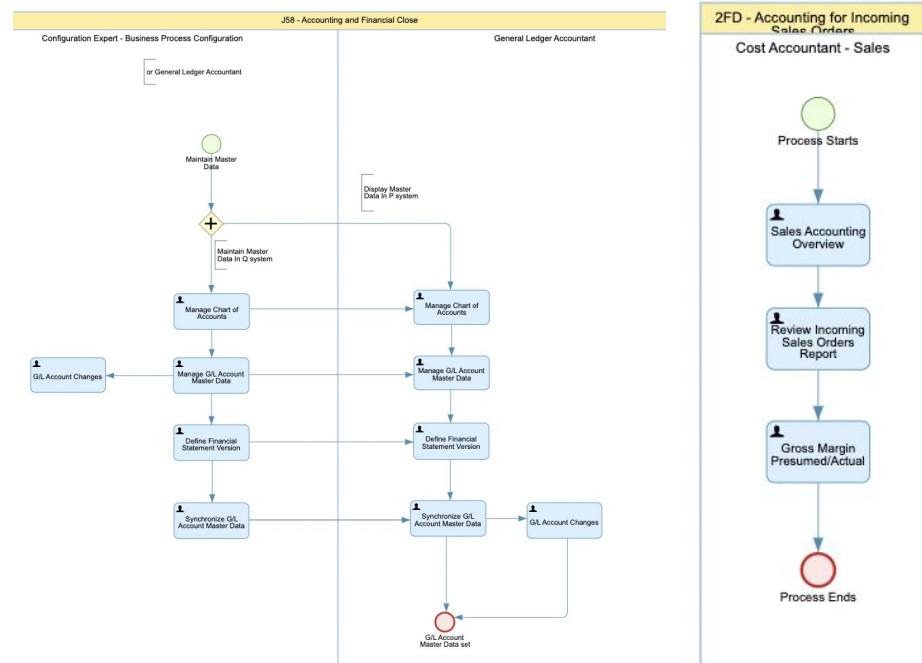 J58 - Accounting and Financial Close
Configuration Expert - Business Process Configuration
General Ledger Accountant
or General Ledger Accountant
Maintain Master
Data
Display Master
Data In P system
Maintain Master
Data In Q system
Manage Chart of
Accounts
Manage Chart of
Accounts
G/L Account Changes
Manage G/L Account
Master Data
Manage G/L Account
Master Data
Define Financial
Statement Version
Define Financial
Statement Version
Synchronize G/L
Account Master Data
Synchronize G/L
Account Master Data
G/L Account Changes
G/L Account
Master Data set
2FD - Accounting for Incoming
Sales Orders
Cost Accountant - Sales
Process Starts
Sales Accounting
Overview
Review Incoming
Sales Orders
Report
Gross Margin
Presumed/Actual
Process Ends